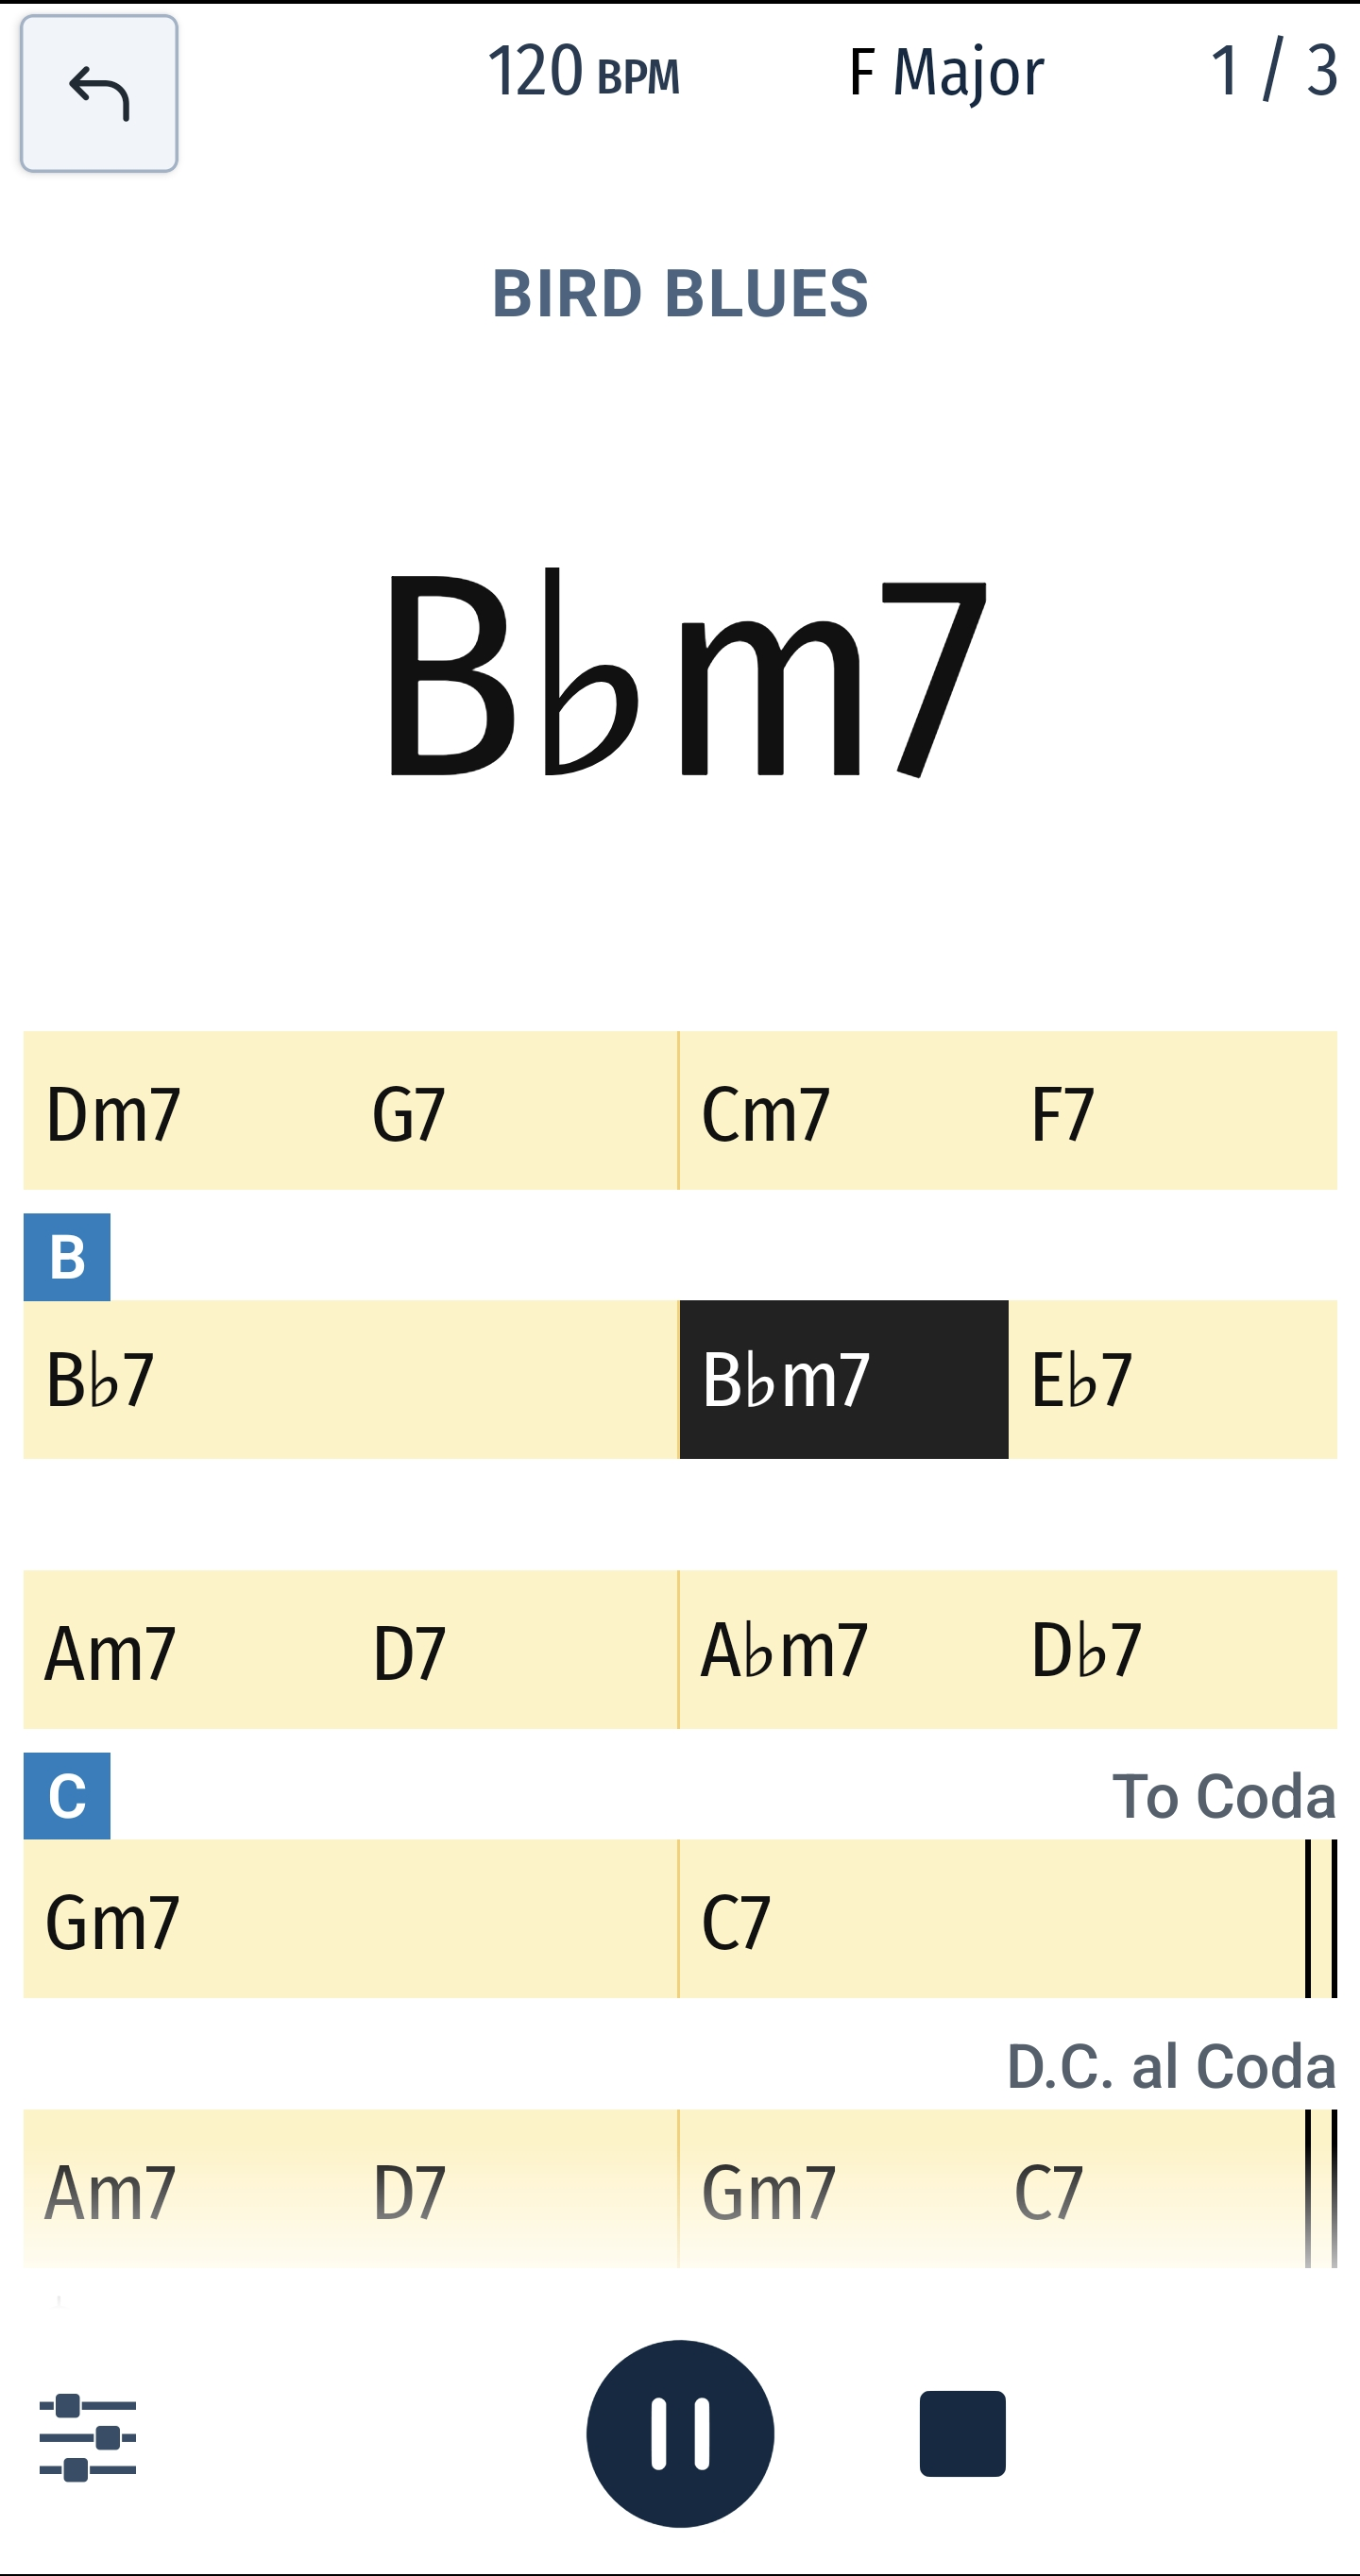 120 BPM F Major 1 / 3
BIRD BLUES
B♭m7
Dm7 G7 Cm7 F7
B
B♭7 B♭m7 E♭7
Am7 D7 A♭m7 D♭7
C To Coda
Gm7 C7
D.C. al Coda
Am7 D7 Gm7 C7